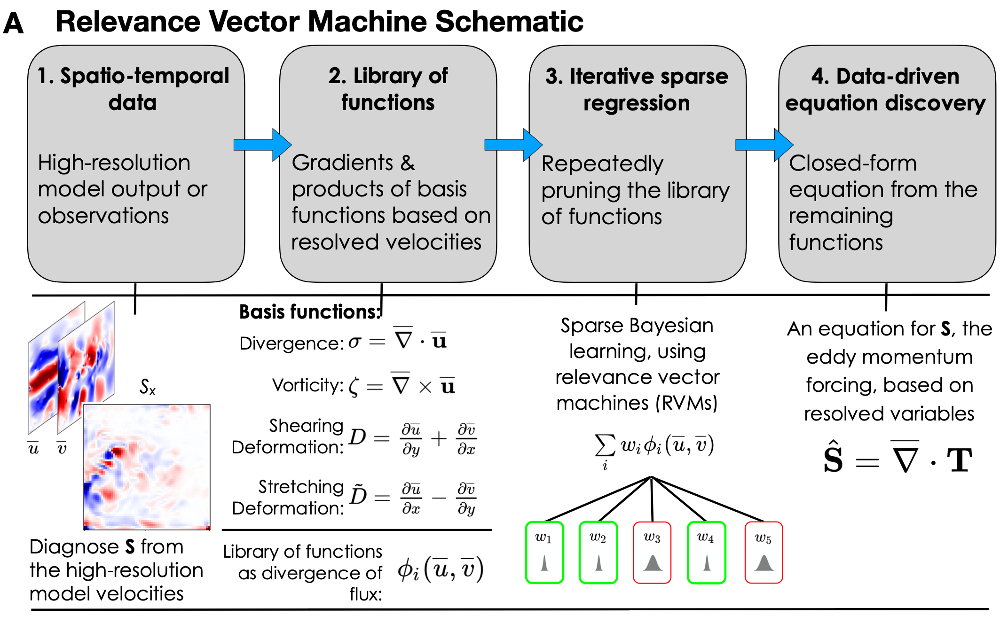 A Relevance Vector Machine Schematic
1. Spatio-temporal
data
High-resolution
model output or
observations
2. Library of
functions
Gradients &
products of basis
functions based on
resolved velocities
3. Iterative sparse
regression
Repeatedly
pruning the library
of functions
4. Data-driven
equation discovery
Closed-form
equation from the
remaining
functions
u̅ v̅
Sₓ
Diagnose S from
the high-resolution
model velocities
Basis functions:
Divergence: σ = ∇̅ · u̅
Vorticity: ζ = ∇̅ × u̅
Shearing
Deformation: D = ∂u̅/∂y + ∂v̅/∂x
Stretching
Deformation: D̃ = ∂u̅/∂x − ∂v̅/∂y
Library of functions
as divergence of
flux:
ϕᵢ(u̅, v̅)
Sparse Bayesian
learning, using
relevance vector
machines (RVMs)
∑ᵢ wᵢϕᵢ(u̅, v̅)
w₁ w₂ w₃ w₄ w₅
An equation for S, the
eddy momentum
forcing, based on
resolved variables
Ŝ = ∇̅ · T